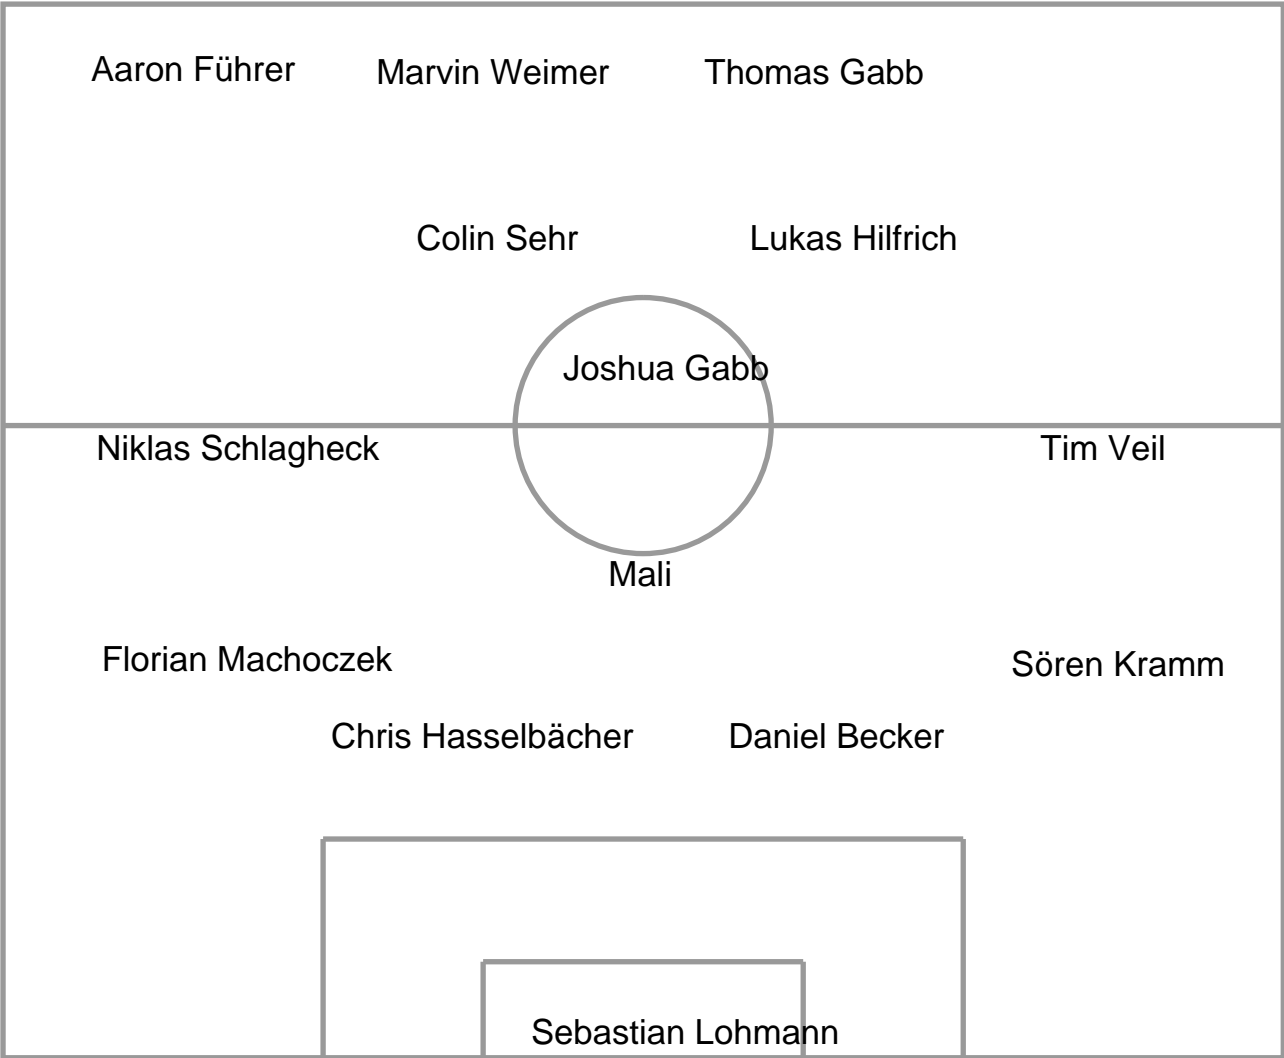 Aaron Führer
Marvin Weimer
Thomas Gabb
Colin Sehr
Lukas Hilfrich
Joshua Gabb
Niklas Schlagheck
Tim Veil
Mali
Florian Machoczek
Sören Kramm
Chris Hasselbächer
Daniel Becker
Sebastian Lohmann